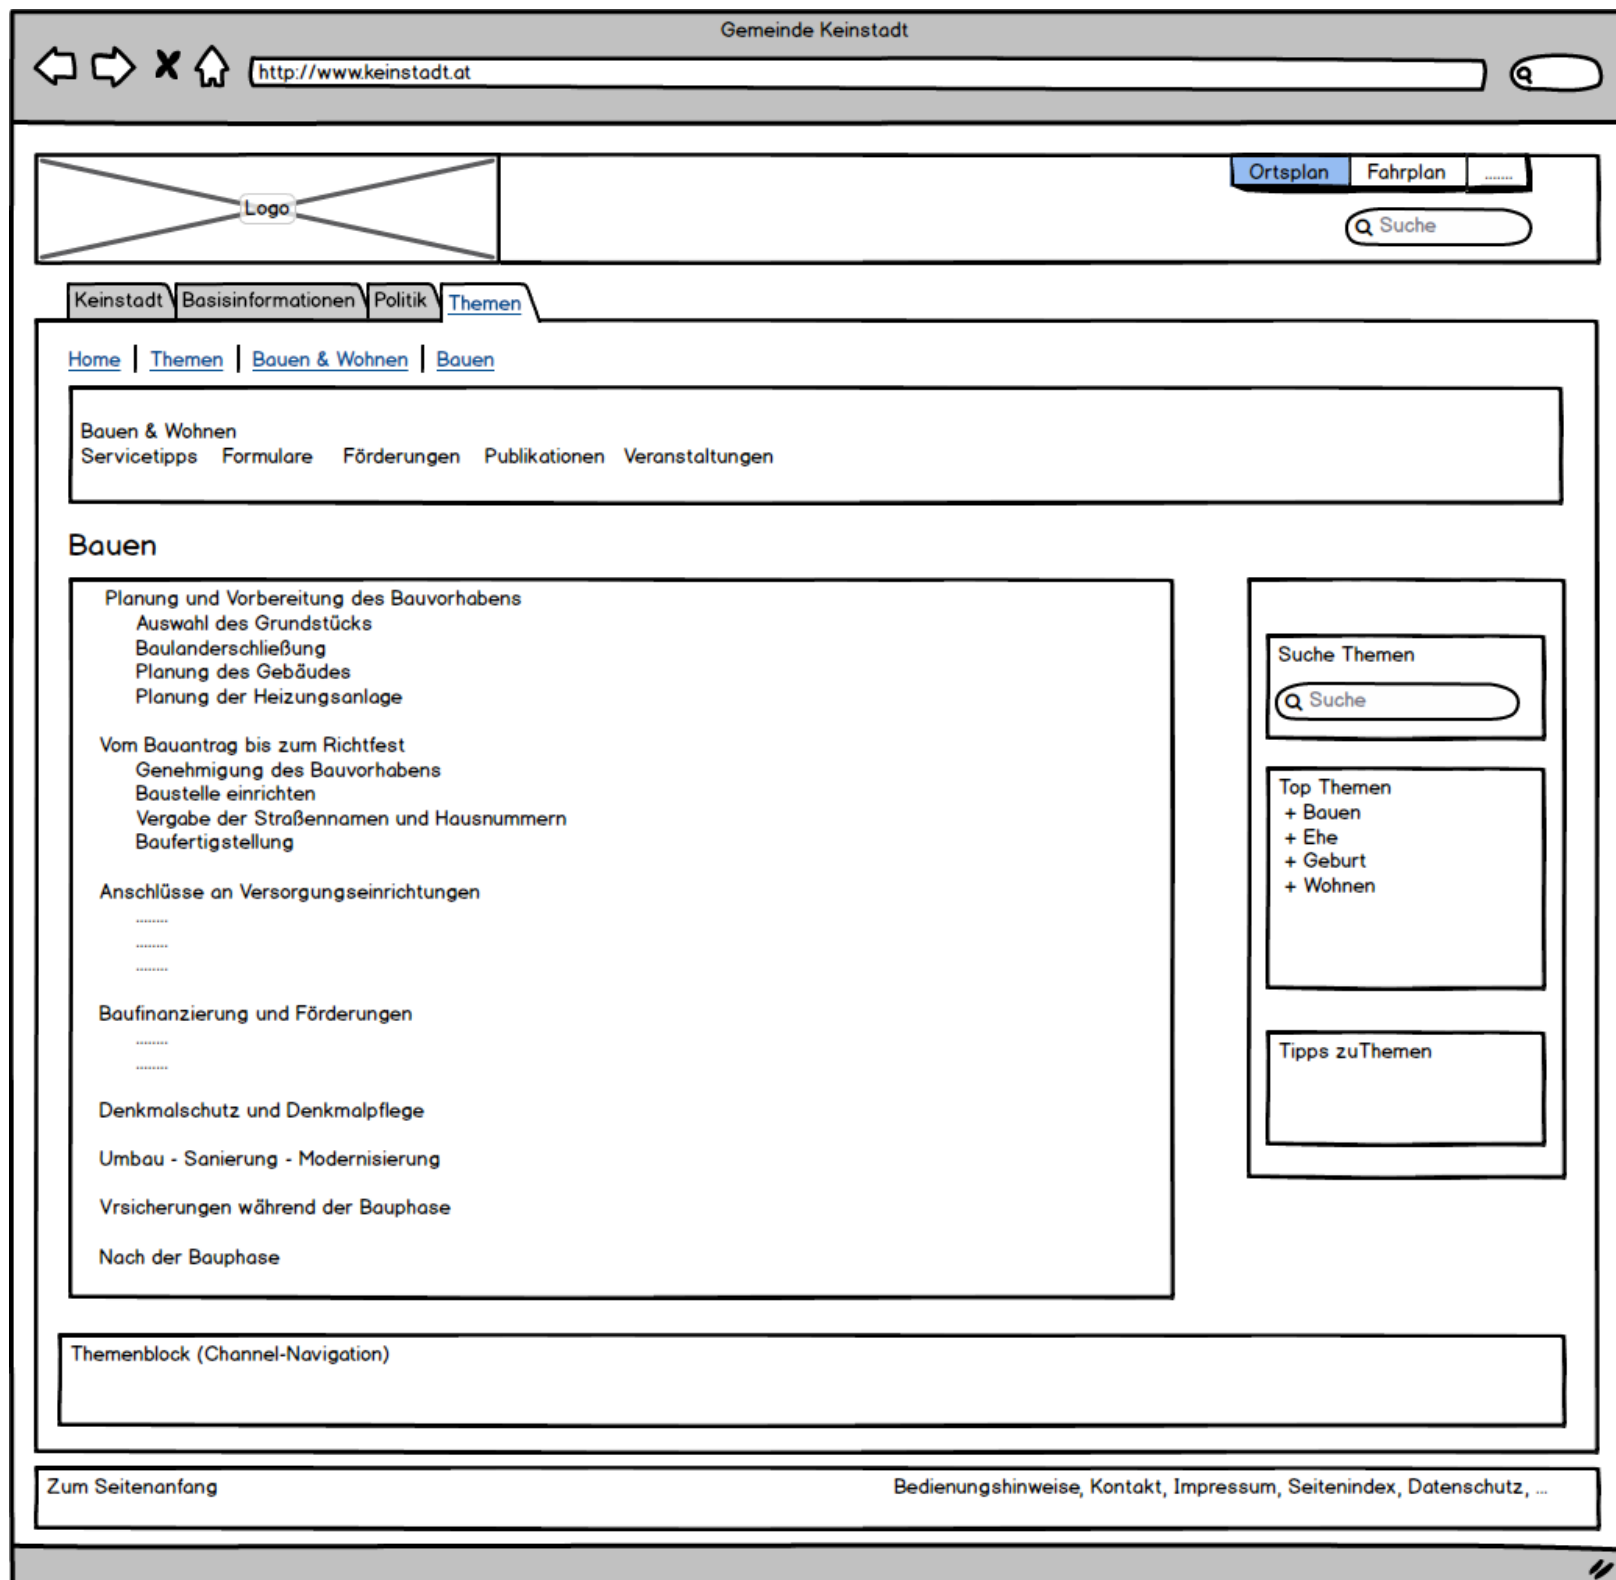 Gemeinde Keinstadt
http://www.keinstadt.at
Ortsplan Fahrplan ........
Logo
Suche
Keinstadt Basisinformationen Politik Themen
Home Themen Bauen & Wohnen Bauen
Bauen & Wohnen
Servicetipps Formulare Förderungen Publikationen Veranstaltungen
Bauen
Planung und Vorbereitung des Bauvorhabens
Auswahl des Grundstücks
Baulanderschließung
Planung des Gebäudes
Planung der Heizungsanlage
Vom Bauantrag bis zum Richtfest
Genehmigung des Bauvorhabens
Baustelle einrichten
Vergabe der Straßennamen und Hausnummern
Baufertigstellung
Anschlüsse an Versorgungseinrichtungen
.........
.........
.........
Baufinanzierung und Förderungen
.........
.........
Denkmalschutz und Denkmalpflege
Umbau - Sanierung - Modernisierung
Vrsicherungen während der Bauphase
Nach der Bauphase
Suche Themen
Suche
Top Themen
+ Bauen
+ Ehe
+ Geburt
+ Wohnen
Tipps zuThemen
Themenblock (Channel-Navigation)
Zum Seitenanfang
Bedienungshinweise, Kontakt, Impressum, Seitenindex, Datenschutz, ...